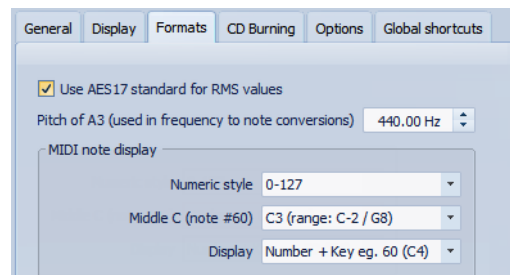 General Display Formats CD Burning Options Global shortcuts
Use AES17 standard for RMS values
Pitch of A3 (used in frequency to note conversions) 440.00 Hz
MIDI note display
Numeric style 0-127
Middle C (note #60) C3 (range: C-2 / G8)
Display Number + Key eg. 60 (C4)